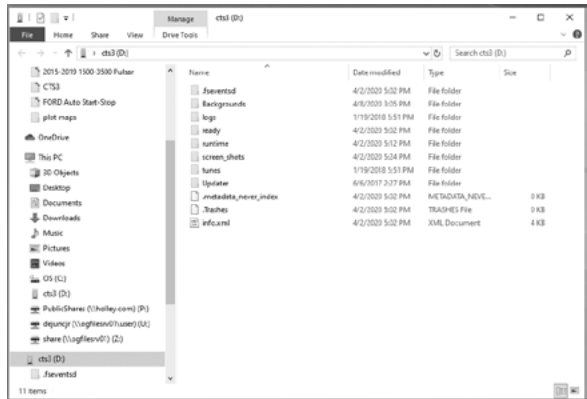 Manage cts3 (D:)
File Home Share View Drive Tools
cts3 (D:) Search cts3 (D:)
Name Date modified Type Size
2015-2019 1500-3500 Pulsar
CTS3
FORD Auto Start-Stop
plot maps
OneDrive
This PC
3D Objects
Desktop
Documents
Downloads
Music
Pictures
Videos
OS (C:)
cts3 (D:)
PublicShares (\\holley.com) (P:)
dejuncjr (\\sgfilesrv01\user) (U:)
share (\\sgfilesrv01) (Z:)
cts3 (D:)
.fseventsd
.fseventsd 4/2/2020 5:02 PM File folder
Backgrounds 4/8/2020 3:05 PM File folder
logs 1/19/2018 5:51 PM File folder
ready 4/2/2020 5:02 PM File folder
runtime 4/2/2020 5:12 PM File folder
screen_shots 4/2/2020 5:24 PM File folder
tunes 1/19/2018 5:51 PM File folder
Updater 6/6/2017 2:27 PM File folder
.metadata_never_index 4/2/2020 5:02 PM METADATA_NEVE... 0 KB
.Trashes 4/2/2020 5:02 PM TRASHES File 0 KB
info.xml 4/2/2020 5:02 PM XML Document 4 KB
11 items